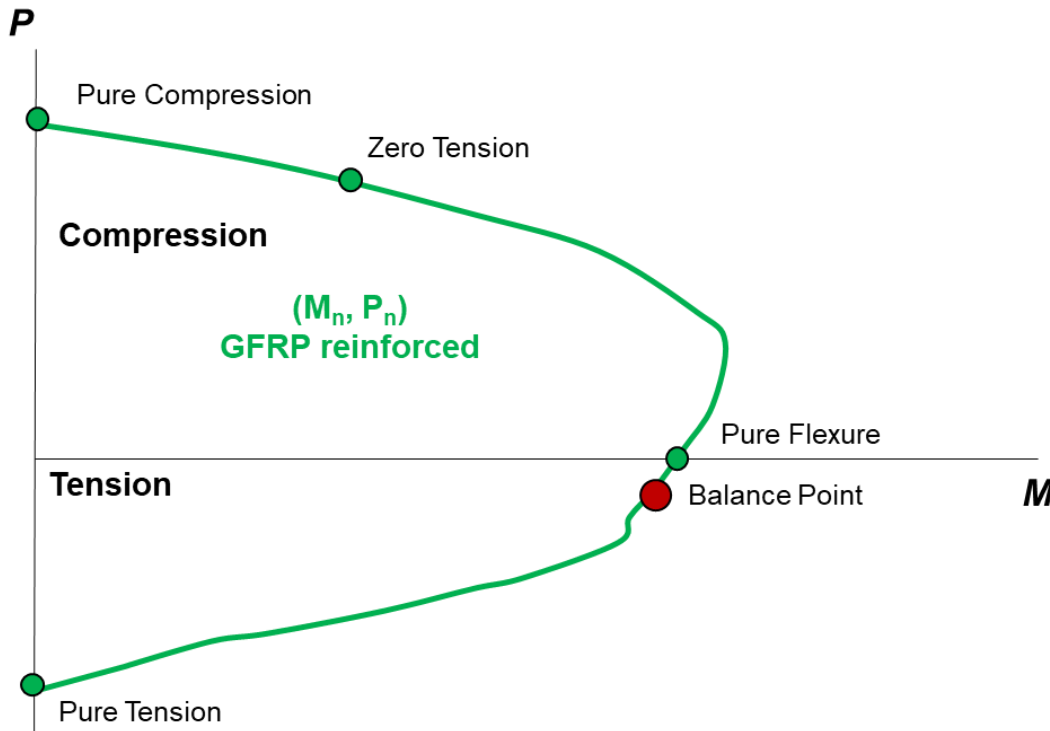 P
Pure Compression
Zero Tension
Compression
(Mn, Pn)
GFRP reinforced
Pure Flexure
Tension
Balance Point
M
Pure Tension